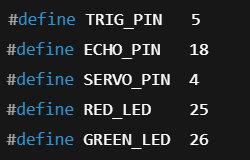 #define TRIG_PIN   5
#define ECHO_PIN   18
#define SERVO_PIN  4
#define RED_LED    25
#define GREEN_LED  26